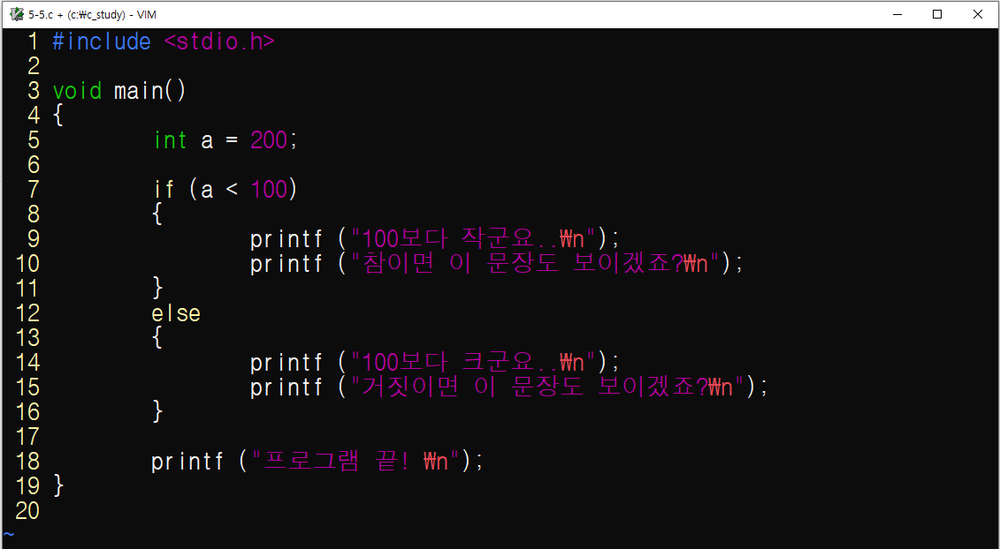 5-5.c + (c:₩c_study) - VIM
1 #include <stdio.h>
2
3 void main()
4 {
5         int a = 200;
6
7         if (a < 100)
8         {
9                 printf ("100보다 작군요..₩n");
10                 printf ("참이면 이 문장도 보이겠죠?₩n");
11         }
12         else
13         {
14                 printf ("100보다 크군요..₩n");
15                 printf ("거짓이면 이 문장도 보이겠죠?₩n");
16         }
17
18         printf ("프로그램 끝! ₩n");
19 }
20
~